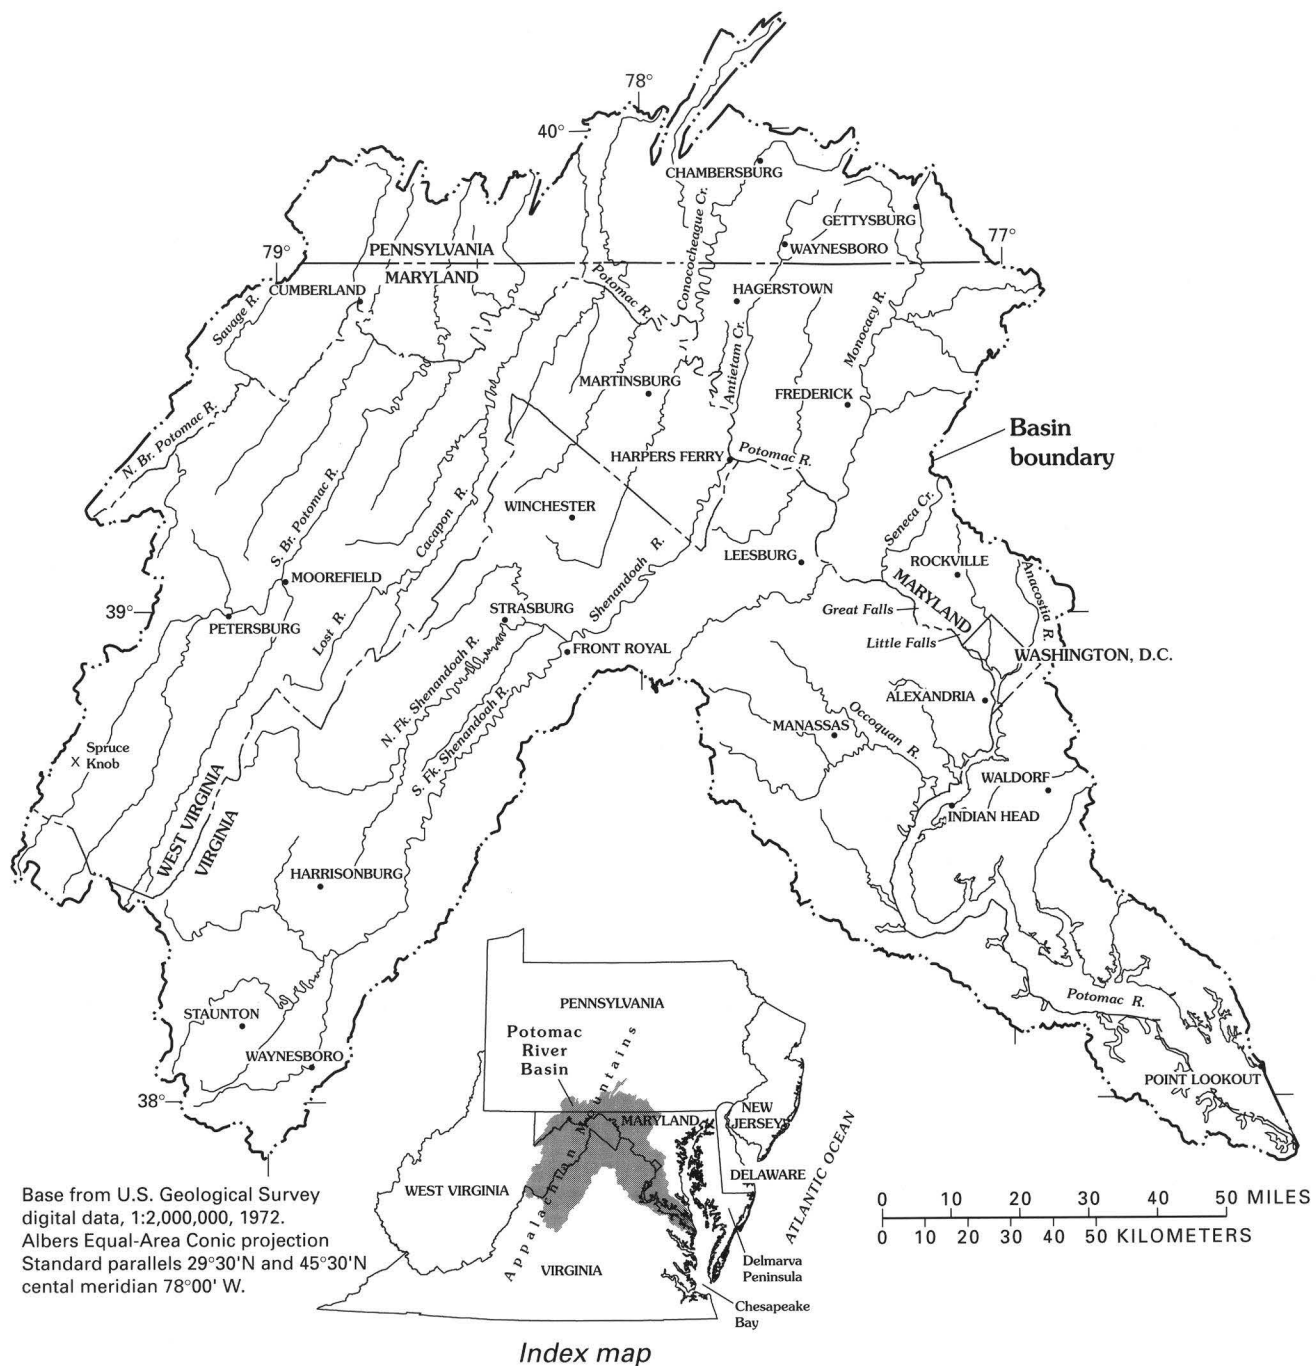 78°
40°
CHAMBERSBURG
GETTYSBURG
WAYNESBORO
77°
79°
PENNSYLVANIA
MARYLAND
CUMBERLAND
Savage R.
Potomac R.
Conococheague Cr.
HAGERSTOWN
Antietam Cr.
Monocacy R.
MARTINSBURG
FREDERICK
N. Br. Potomac R.
HARPERS FERRY
Potomac R.
Basin
boundary
S. Br. Potomac R.
Cacapon R.
WINCHESTER
Shenandoah R.
LEESBURG
Seneca Cr.
ROCKVILLE
Anacostia R.
MOOREFIELD
39°
PETERSBURG
Lost R.
STRASBURG
FRONT ROYAL
MARYLAND
Great Falls
Little Falls
WASHINGTON, D.C.
N. Fk. Shenandoah R.
S. Fk. Shenandoah R.
ALEXANDRIA
MANASSAS
Occoquan R.
Spruce
Knob
WALDORF
INDIAN HEAD
WEST VIRGINIA
VIRGINIA
HARRISONBURG
STAUNTON
WAYNESBORO
38°
Potomac R.
POINT LOOKOUT
PENNSYLVANIA
Potomac
River
Basin
Appalachian Mountains
MARYLAND
NEW
JERSEY
DELAWARE
ATLANTIC OCEAN
WEST VIRGINIA
VIRGINIA
Delmarva
Peninsula
Chesapeake
Bay
Index map
Base from U.S. Geological Survey
digital data, 1:2,000,000, 1972.
Albers Equal-Area Conic projection
Standard parallels 29°30'N and 45°30'N
cental meridian 78°00' W.
0 10 20 30 40 50 MILES
0 10 20 30 40 50 KILOMETERS